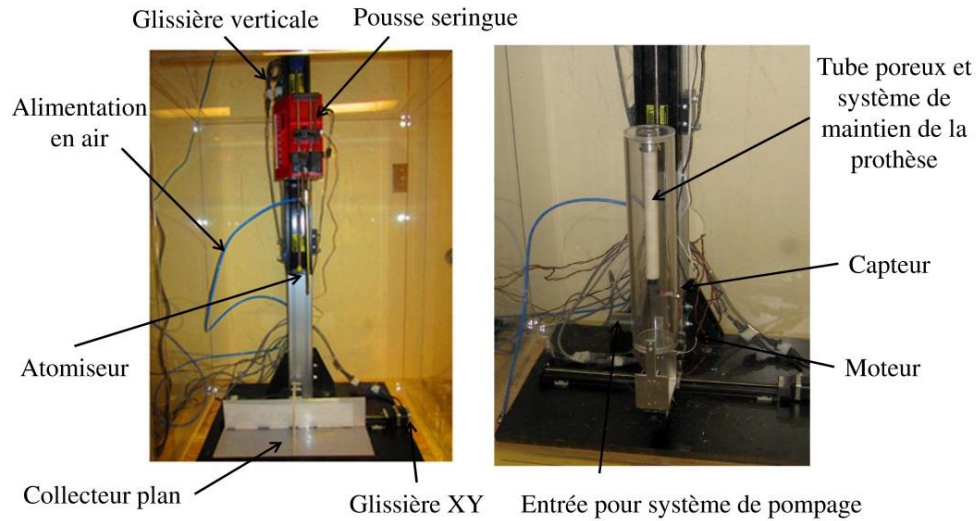 Glissière verticale
Pousse seringue
Alimentation
en air
Tube poreux et
système de
maintien de la
prothèse
Capteur
Atomiseur
Moteur
Collecteur plan
Glissière XY
Entrée pour système de pompage